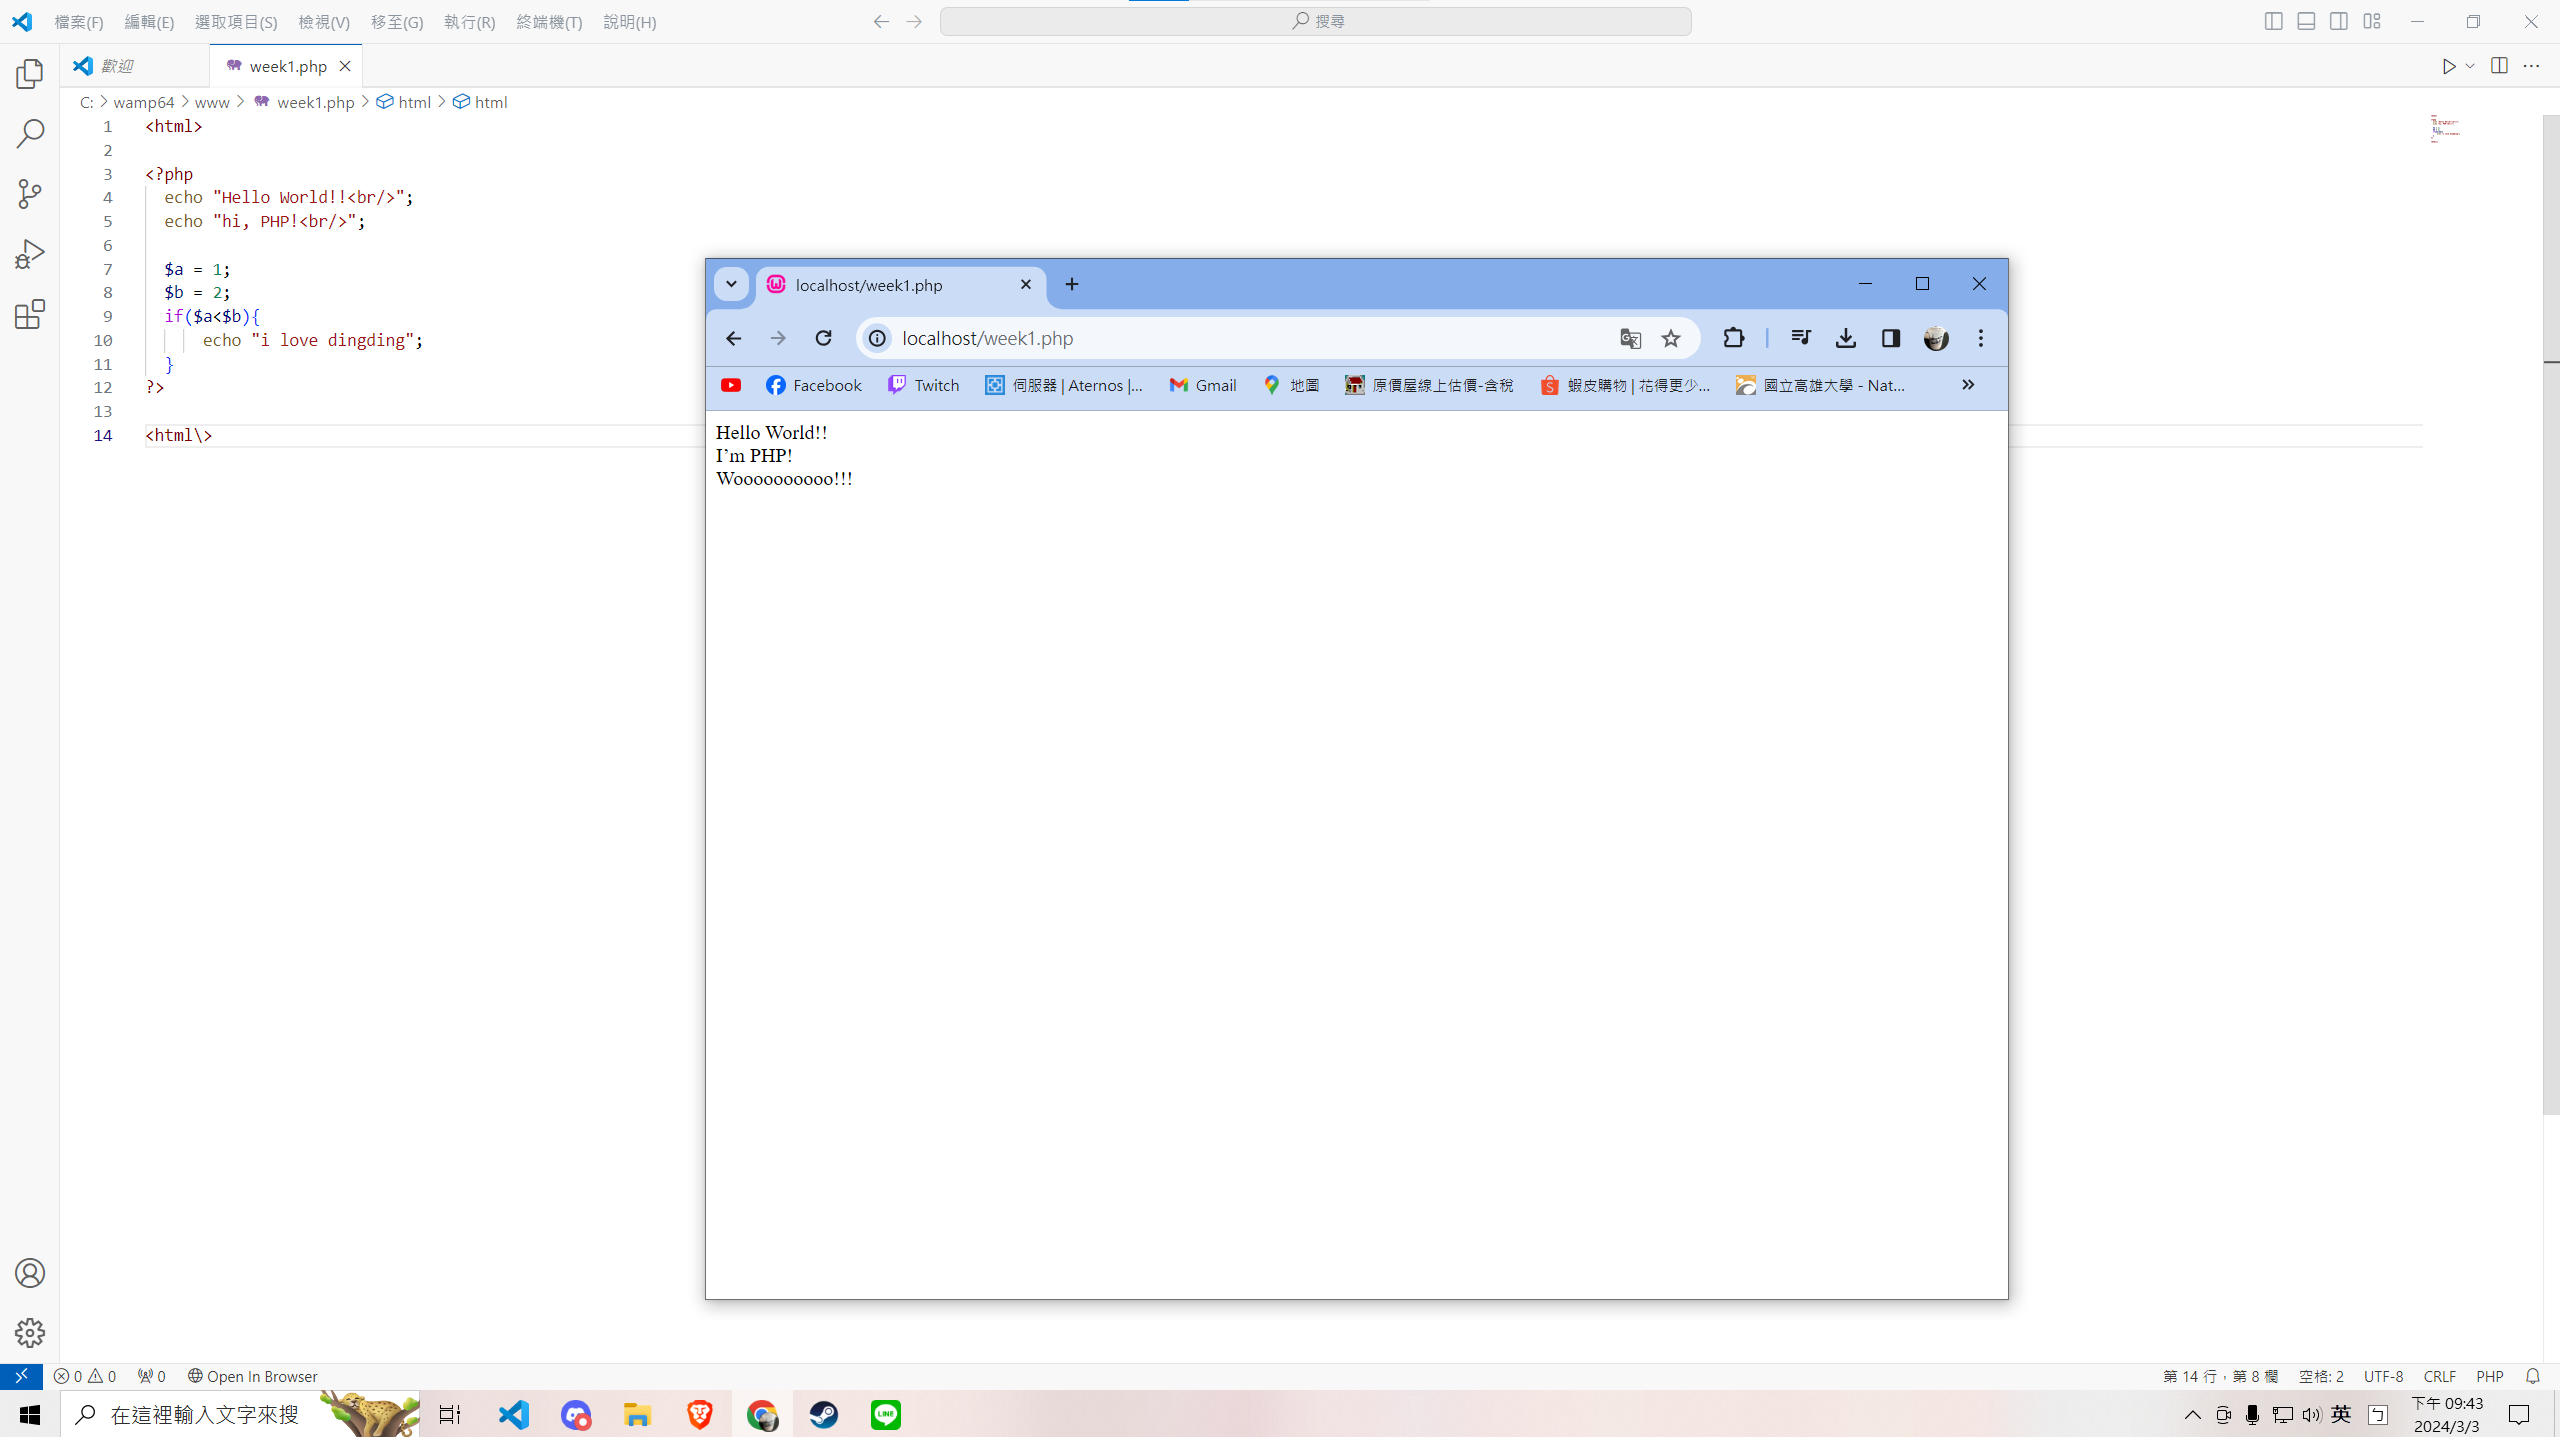 檔案(F) 編輯(E) 選取項目(S) 檢視(V) 移至(G) 執行(R) 終端機(T) 說明(H) 搜尋
歡迎 week1.php
C: wamp64 www week1.php html html
1 <html>
2
3 <?php
4 echo "Hello World!!<br/>";
5 echo "hi, PHP!<br/>";
6
7 $a = 1;
8 $b = 2;
9 if($a<$b){
10 echo "i love dingding";
11 }
12 ?>
13
14 <html\>
localhost/week1.php
localhost/week1.php
Facebook Twitch 伺服器 | Aternos |... Gmail 地圖 原價屋線上估價-含稅 蝦皮購物 | 花得更少... 國立高雄大學 - Nat...
Hello World!!
I'm PHP!
Woooooooooo!!!
0 0 0 Open In Browser 第 14 行，第 8 欄 空格: 2 UTF-8 CRLF PHP
在這裡輸入文字來搜 LINE 英 ㄅ 下午 09:43
2024/3/3